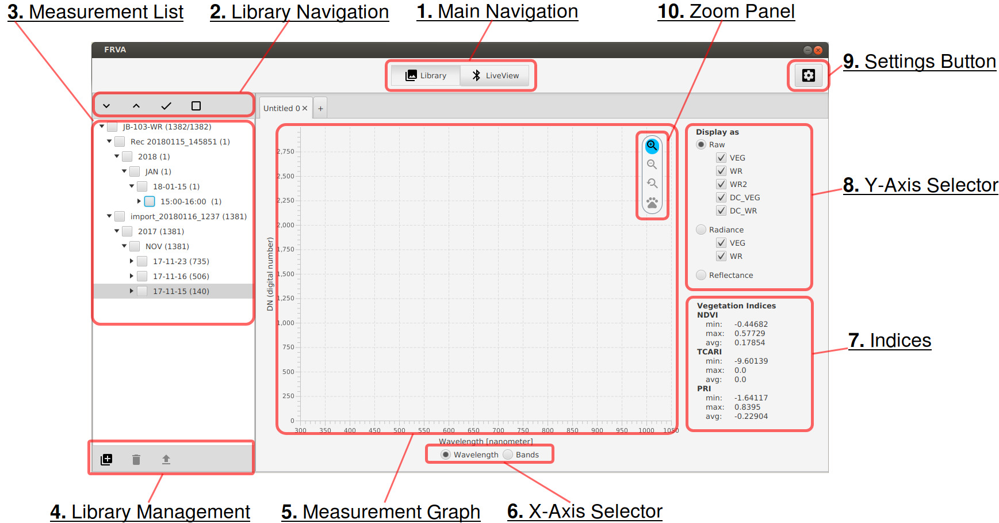 3. Measurement List
2. Library Navigation
1. Main Navigation
10. Zoom Panel
FRVA
9. Settings Button
Library
LiveView
Untitled 0
+
JB-103-WR (1382/1382)
Rec 20180115_145851 (1)
2018 (1)
JAN (1)
18-01-15 (1)
15:00-16:00 (1)
import_20180116_1237 (1381)
2017 (1381)
NOV (1381)
17-11-23 (735)
17-11-16 (506)
17-11-15 (140)
DN (digital number)
2,750
2,500
2,250
2,000
1,750
1,500
1,250
1,000
750
500
250
0
300 350 400 450 500 550 600 650 700 750 800 850 900 950 1000 1050
Wavelength [nanometer]
Wavelength
Bands
Display as
Raw
VEG
WR
WR2
DC_VEG
DC_WR
Radiance
VEG
WR
Reflectance
8. Y-Axis Selector
Vegetation Indices
NDVI
min: -0.44682
max: 0.57729
avg: 0.17854
TCARI
min: -9.60139
max: 0.0
avg: 0.0
PRI
min: -1.64117
max: 0.8395
avg: -0.22904
7. Indices
4. Library Management
5. Measurement Graph
6. X-Axis Selector